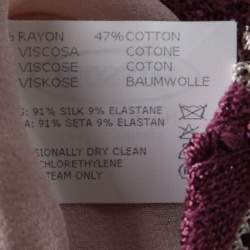 % RAYON 47% COTTON
VISCOSA COTONE
VISCOSE COTON
VISKOSE BAUMWOLLE
G: 91% SILK 9% ELASTANE
A: 91% SETA 9% ELASTANE
SIONALLY DRY CLEAN
CHLORETHYLENE
TEAM ONLY